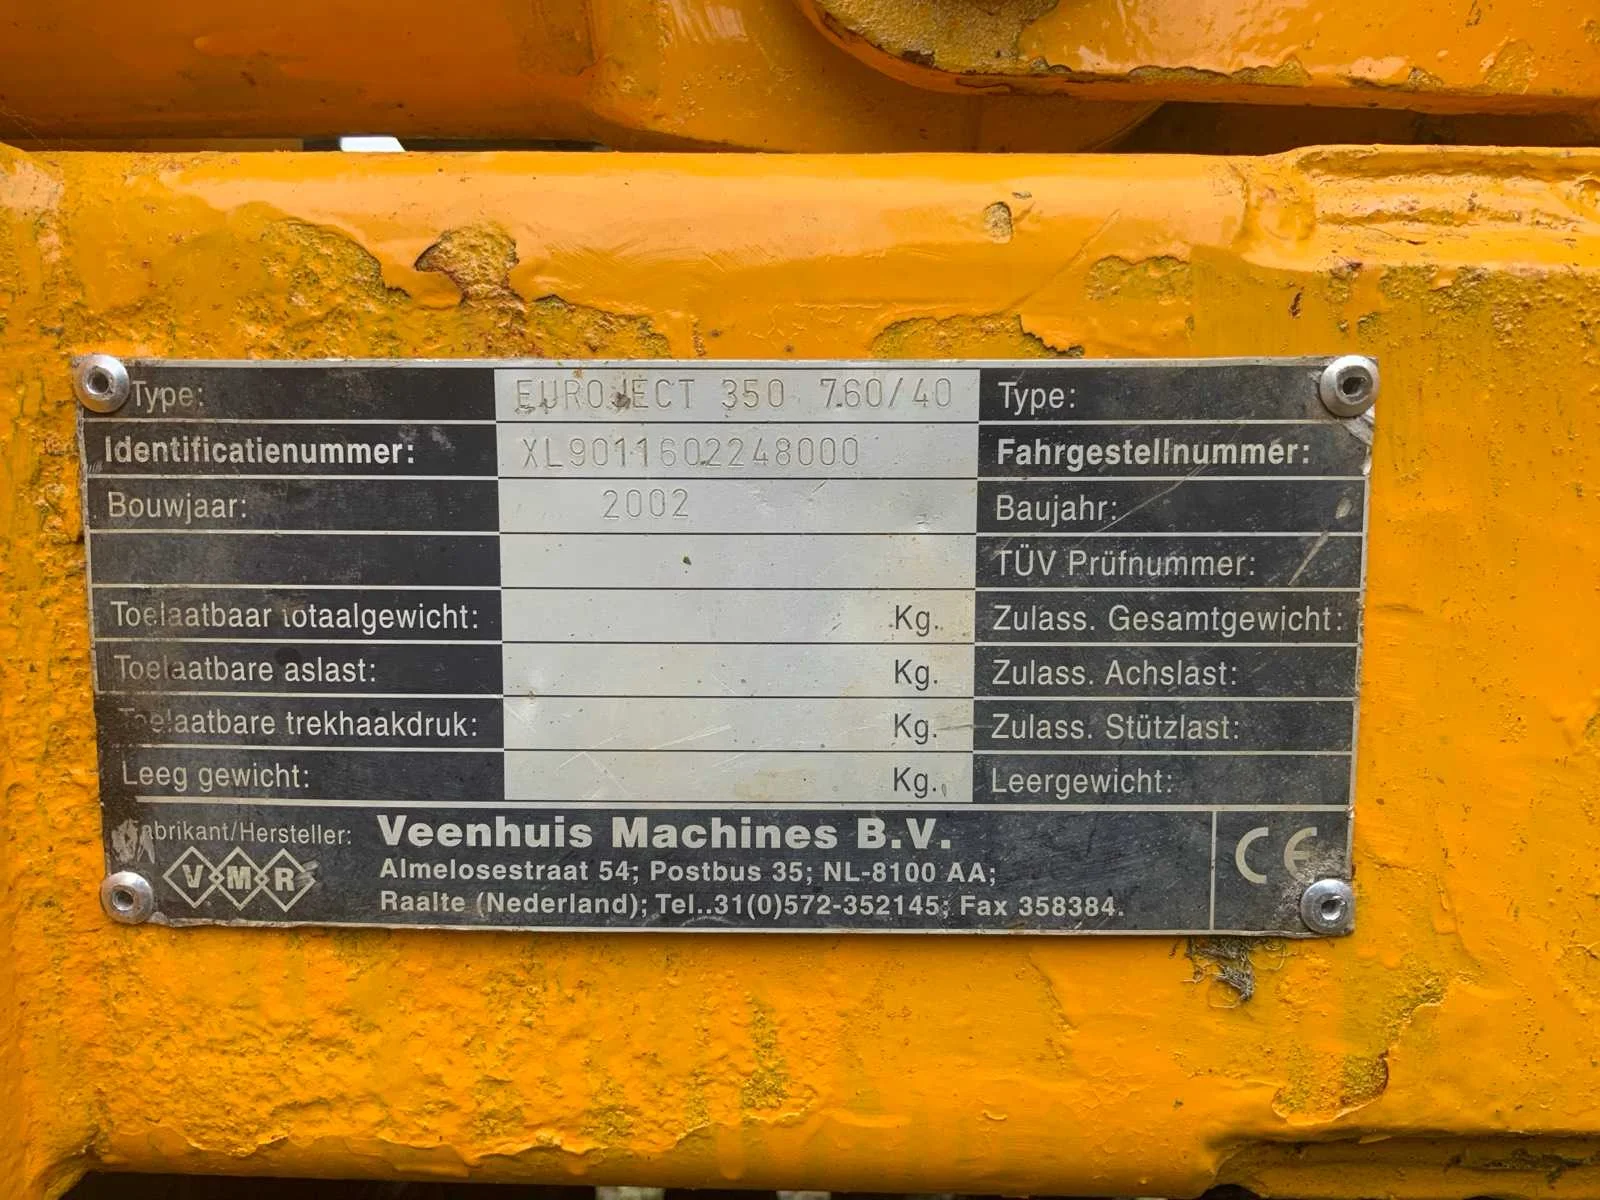 Type: EUROJECT 350 760/40 Type:
Identificatienummer: XL9011602248000 Fahrgestellnummer:
Bouwjaar: 2002 Baujahr:
TÜV Prüfnummer:
Toelaatbaar totaalgewicht: Kg. Zulass. Gesamtgewicht:
Toelaatbare aslast: Kg. Zulass. Achslast:
Toelaatbare trekhaakdruk: Kg. Zulass. Stützlast:
Leeg gewicht: Kg. Leergewicht:
Fabrikant/Hersteller: Veenhuis Machines B.V.
VMR Almelosestraat 54; Postbus 35; NL-8100 AA; CE
Raalte (Nederland); Tel..31(0)572-352145; Fax 358384.